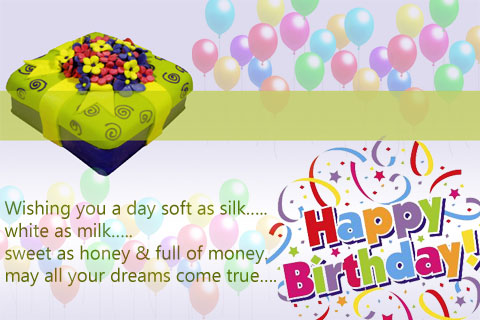 Wishing you a day soft as silk.....
white as milk.....
sweet as honey & full of money,
may all your dreams come true....
Happy
Birthday!